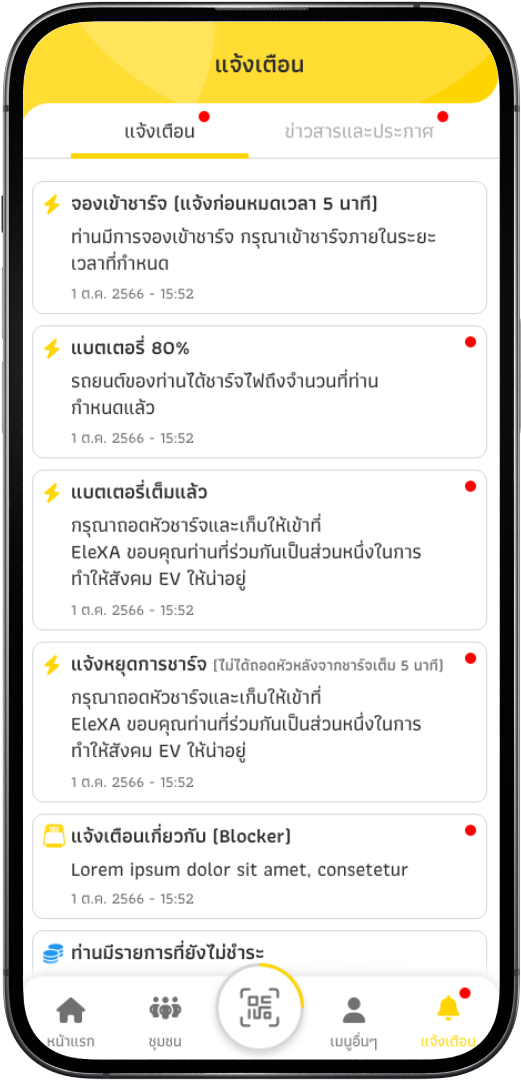 แจ้งเตือน
แจ้งเตือน
ข่าวสารและประกาศ
จองเข้าชาร์จ (แจ้งก่อนหมดเวลา 5 นาที)
ท่านมีการจองเข้าชาร์จ กรุณาเข้าชาร์จภายในระยะ
เวลาที่กำหนด
1 ต.ค. 2566 - 15:52
แบตเตอรี่ 80%
รถยนต์ของท่านได้ชาร์จไฟถึงจำนวนที่ท่าน
กำหนดแล้ว
1 ต.ค. 2566 - 15:52
แบตเตอรี่เต็มแล้ว
กรุณาถอดหัวชาร์จและเก็บให้เข้าที่
EleXA ขอบคุณท่านที่ร่วมกันเป็นส่วนหนึ่งในการ
ทำให้สังคม EV ให้น่าอยู่
1 ต.ค. 2566 - 15:52
แจ้งหยุดการชาร์จ (ไม่ได้ถอดหัวหลังจากชาร์จเต็ม 5 นาที)
กรุณาถอดหัวชาร์จและเก็บให้เข้าที่
EleXA ขอบคุณท่านที่ร่วมกันเป็นส่วนหนึ่งในการ
ทำให้สังคม EV ให้น่าอยู่
1 ต.ค. 2566 - 15:52
แจ้งเตือนเกี่ยวกับ (Blocker)
Lorem ipsum dolor sit amet, consetetur
1 ต.ค. 2566 - 15:52
ท่านมีรายการที่ยังไม่ชำระ
หน้าแรก
ชุมชน
เมนูอื่นๆ
แจ้งเตือน